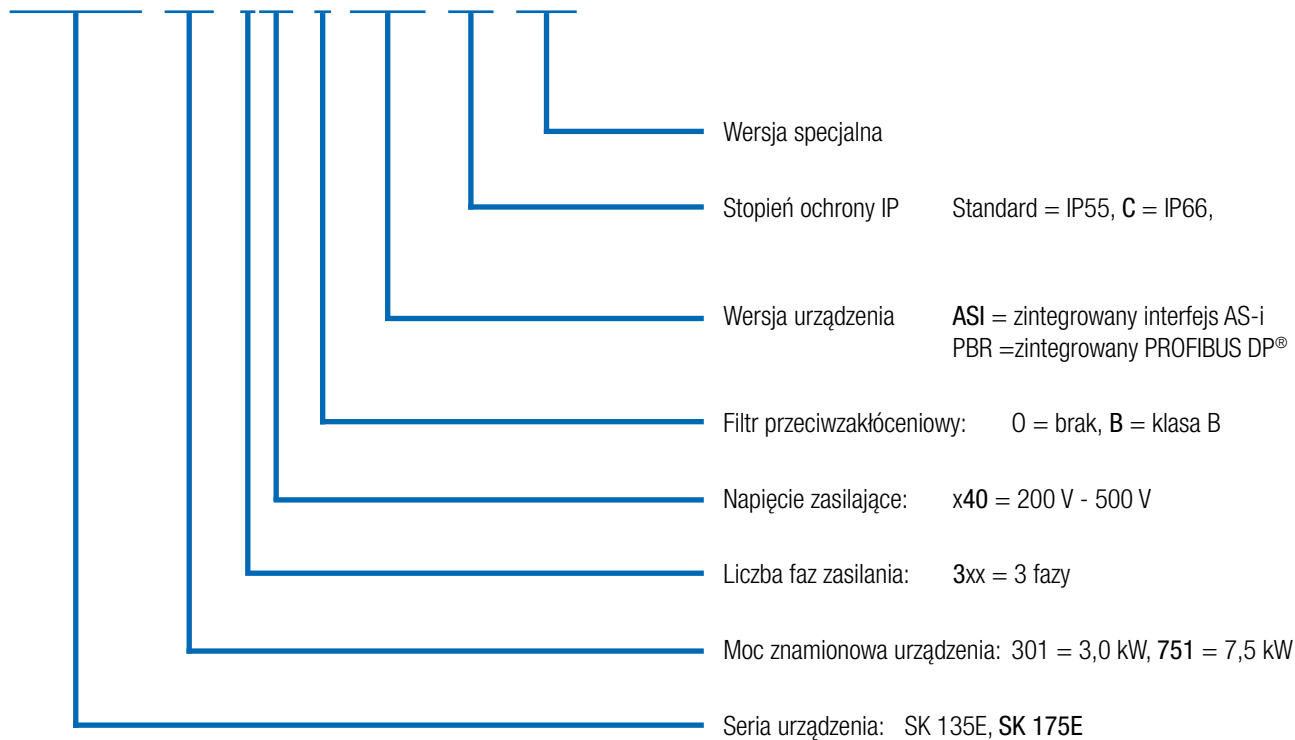 Wersja specjalna
Stopień ochrony IP Standard = IP55, C = IP66,
Wersja urządzenia ASI = zintegrowany interfejs AS-i
PBR =zintegrowany PROFIBUS DP®
Filtr przeciwzakłóceniowy: O = brak, B = klasa B
Napięcie zasilające: x40 = 200 V - 500 V
Liczba faz zasilania: 3xx = 3 fazy
Moc znamionowa urządzenia: 301 = 3,0 kW, 751 = 7,5 kW
Seria urządzenia: SK 135E, SK 175E